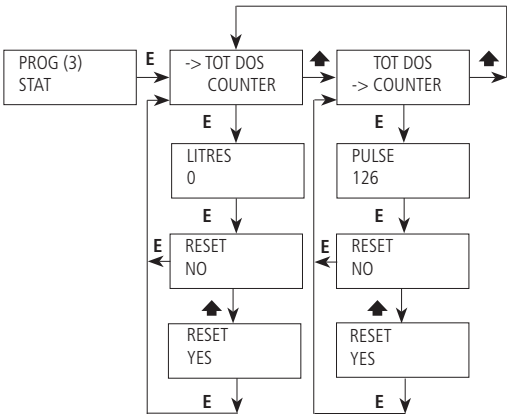 PROG (3)
STAT
E
-> TOT DOS
COUNTER
TOT DOS
-> COUNTER
E
E
LITRES
0
PULSE
126
E
E
E
RESET
NO
E
RESET
NO
RESET
YES
RESET
YES
E
E